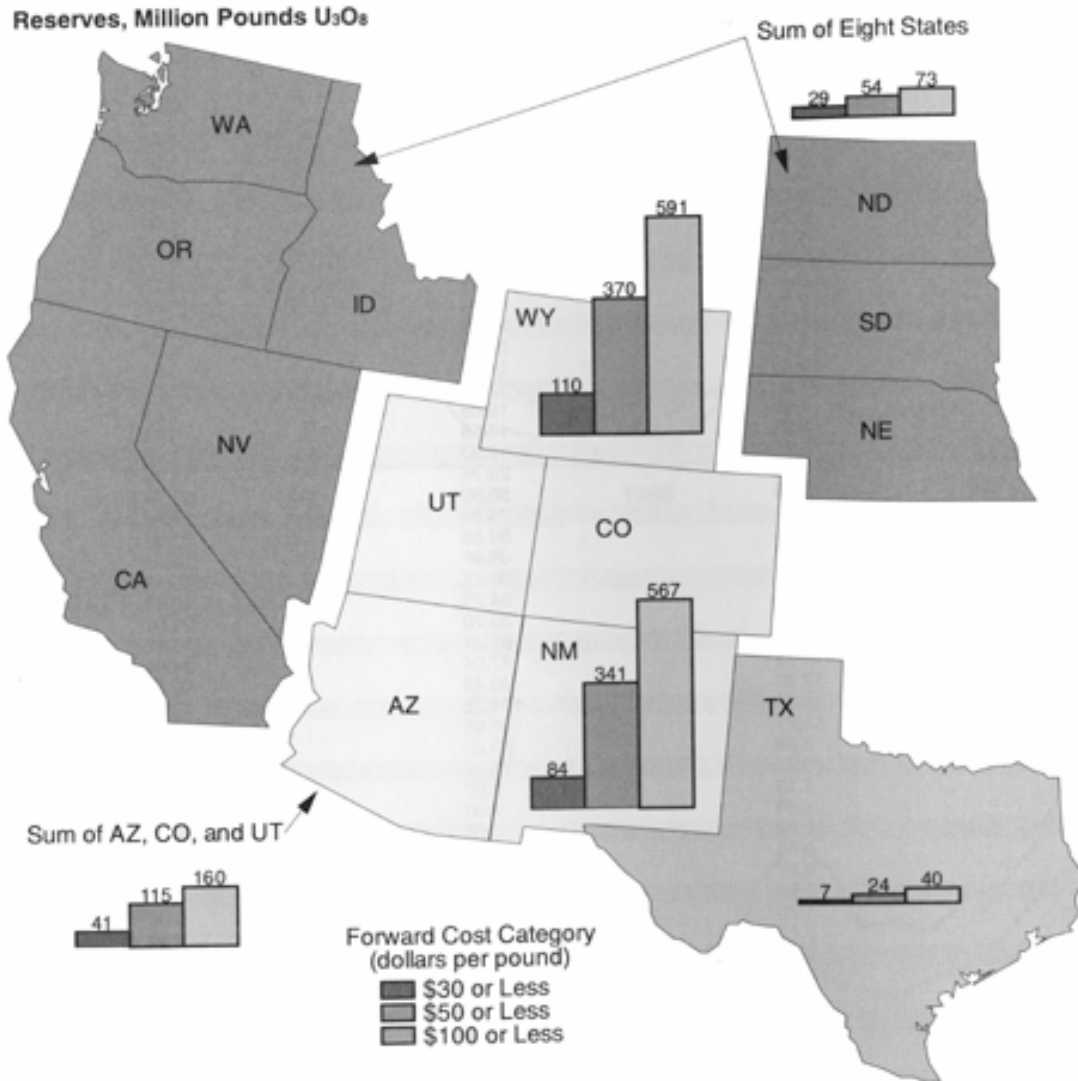 Reserves, Million Pounds U₃O₈
Sum of Eight States
29 54 73
WA
ND
OR
591
ID
370
SD
WY
110
NV
NE
UT
CO
CA
567
NM
341
AZ
TX
84
Sum of AZ, CO, and UT
160
115
41
7 24 40
Forward Cost Category
(dollars per pound)
$30 or Less
$50 or Less
$100 or Less